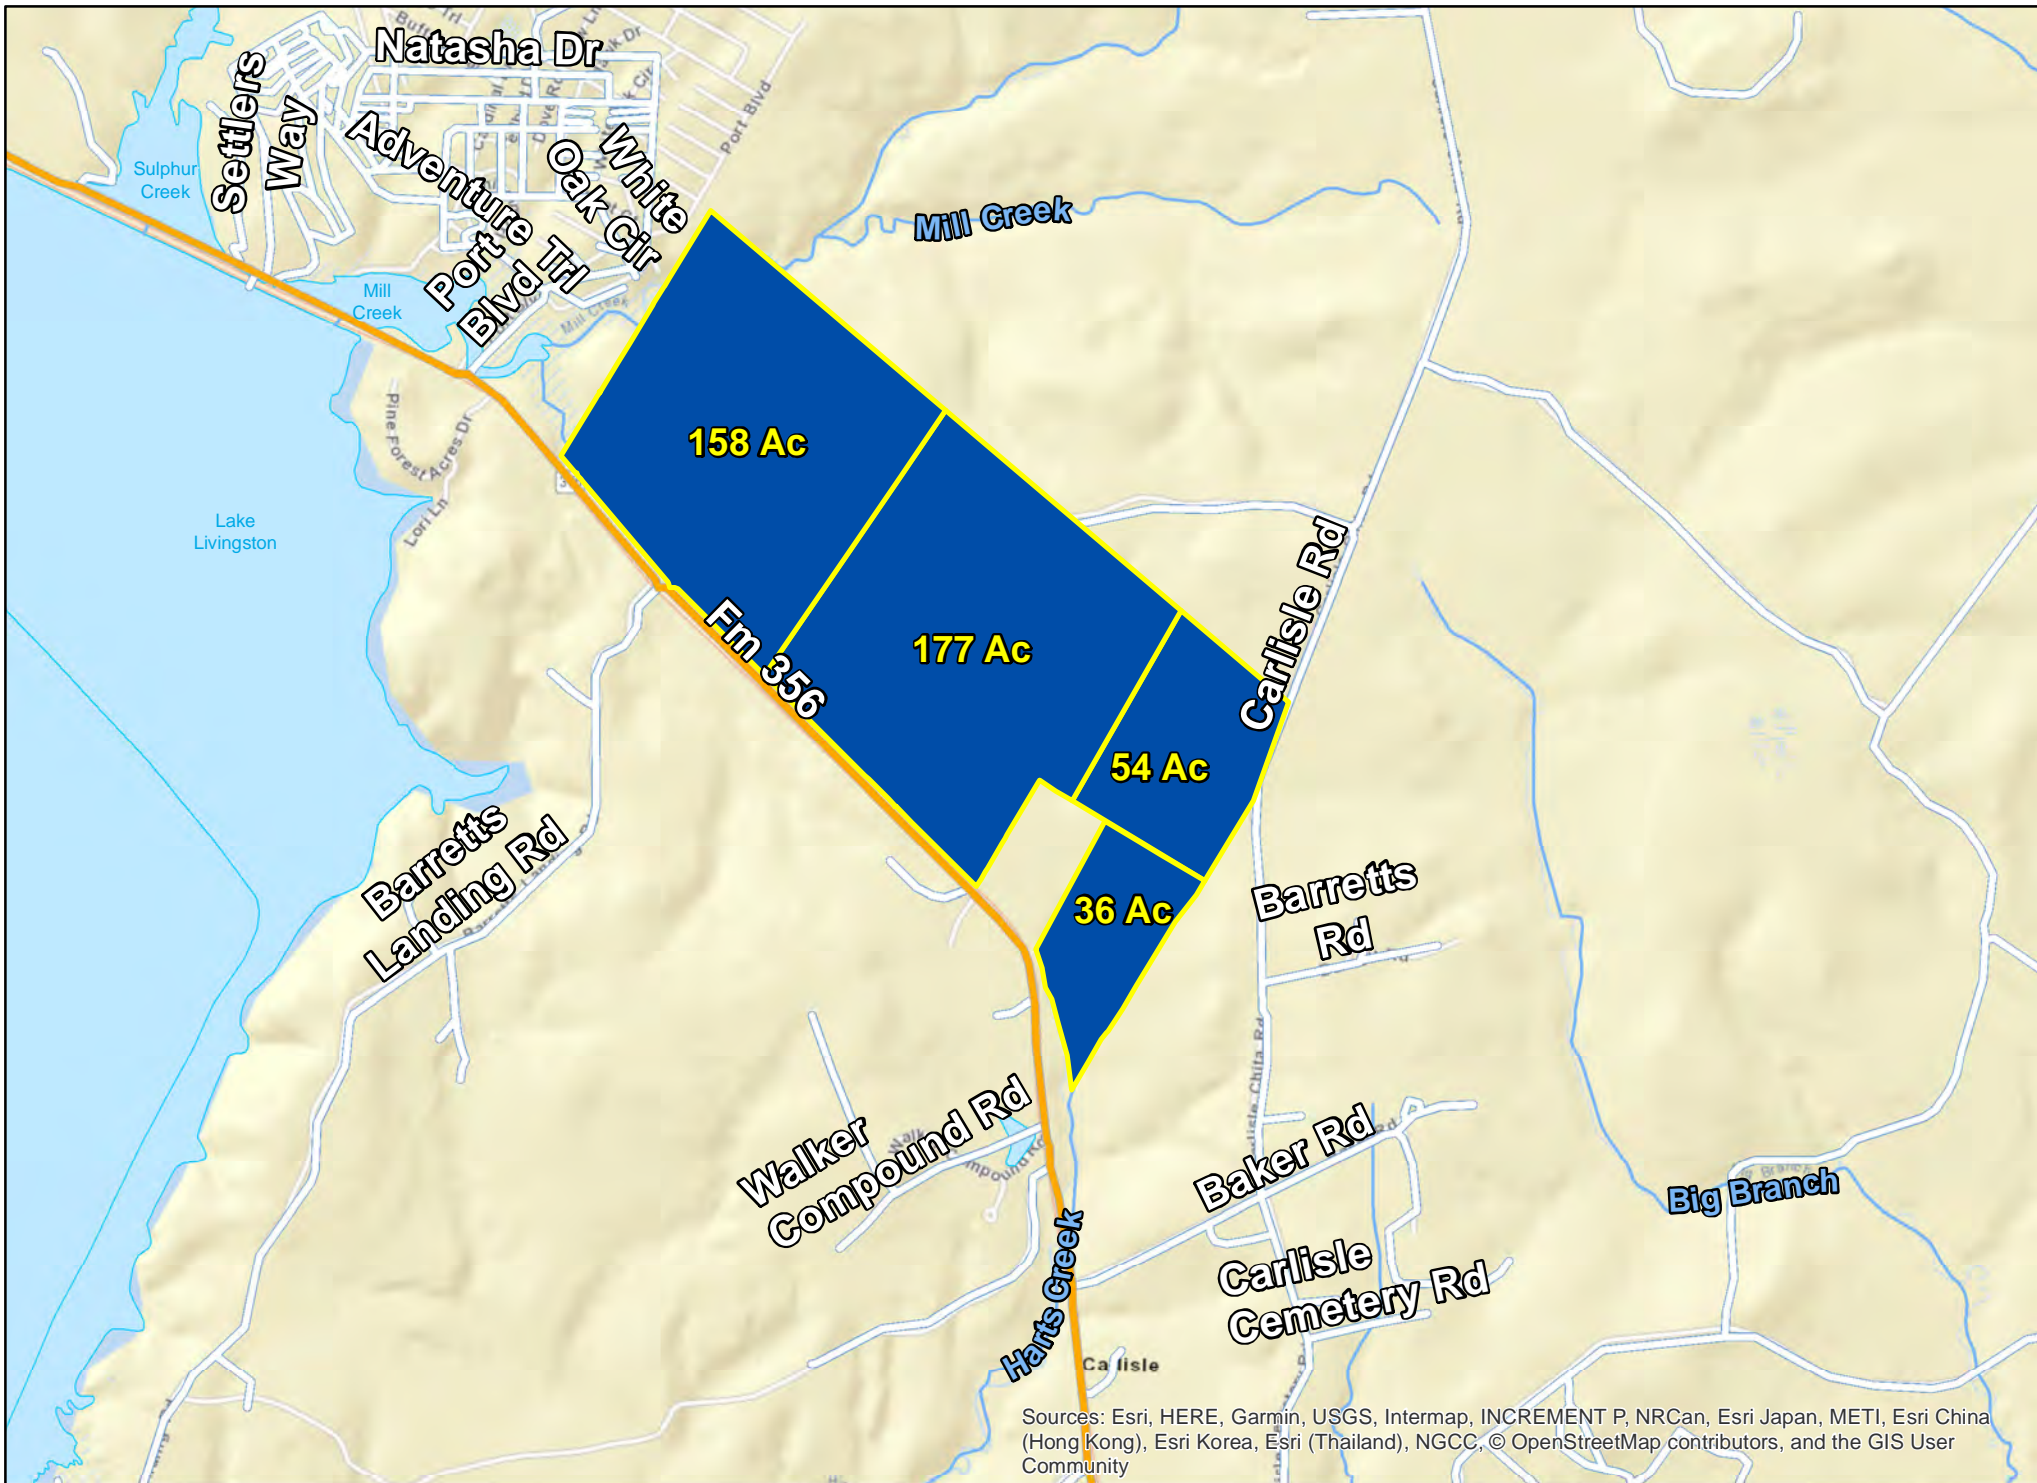 Natasha Dr
Settlers
Way
Adventure Trl
White
Oak Cir
Port
Blvd
Port Blvd
Sulphur
Creek
Mill
Creek
Mill Creek
Mill Creek
Pine Forest Acres Dr
Lori Ln
Lake
Livingston
158 Ac
177 Ac
54 Ac
36 Ac
Fm 356
Carlisle Rd
Barretts
Landing Rd
Barretts
Rd
Walker
Compound Rd
Baker Rd
Carlisle
Cemetery Rd
Big Branch
Harts Creek
Sources: Esri, HERE, Garmin, USGS, Intermap, INCREMENT P, NRCan, Esri Japan, METI, Esri China
(Hong Kong), Esri Korea, Esri (Thailand), NGCC, © OpenStreetMap contributors, and the GIS User
Community